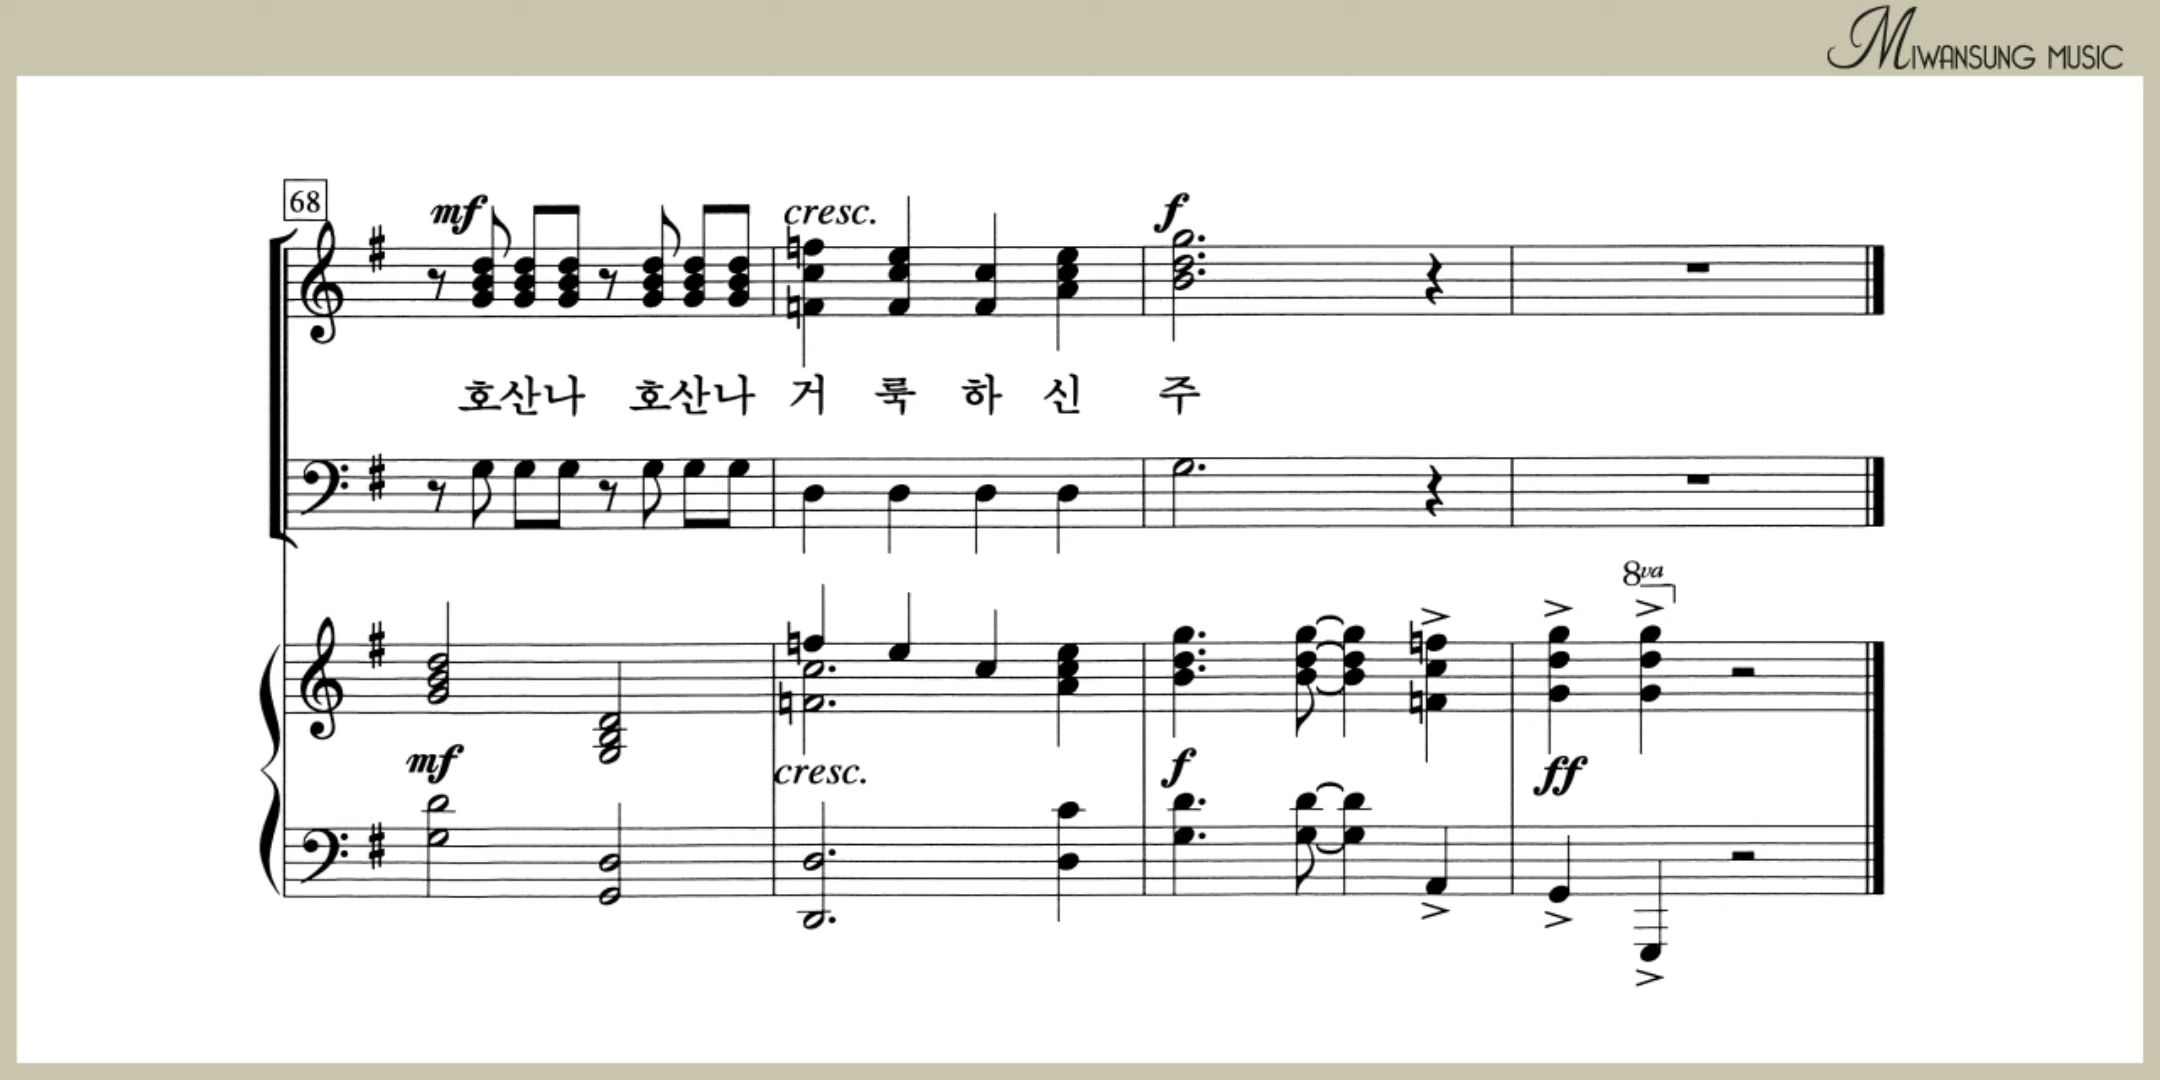 MIWANSUNG MUSIC
68
mf cresc. f
호산나 호산나 거 룩 하 신 주
8va
mf cresc. f ff